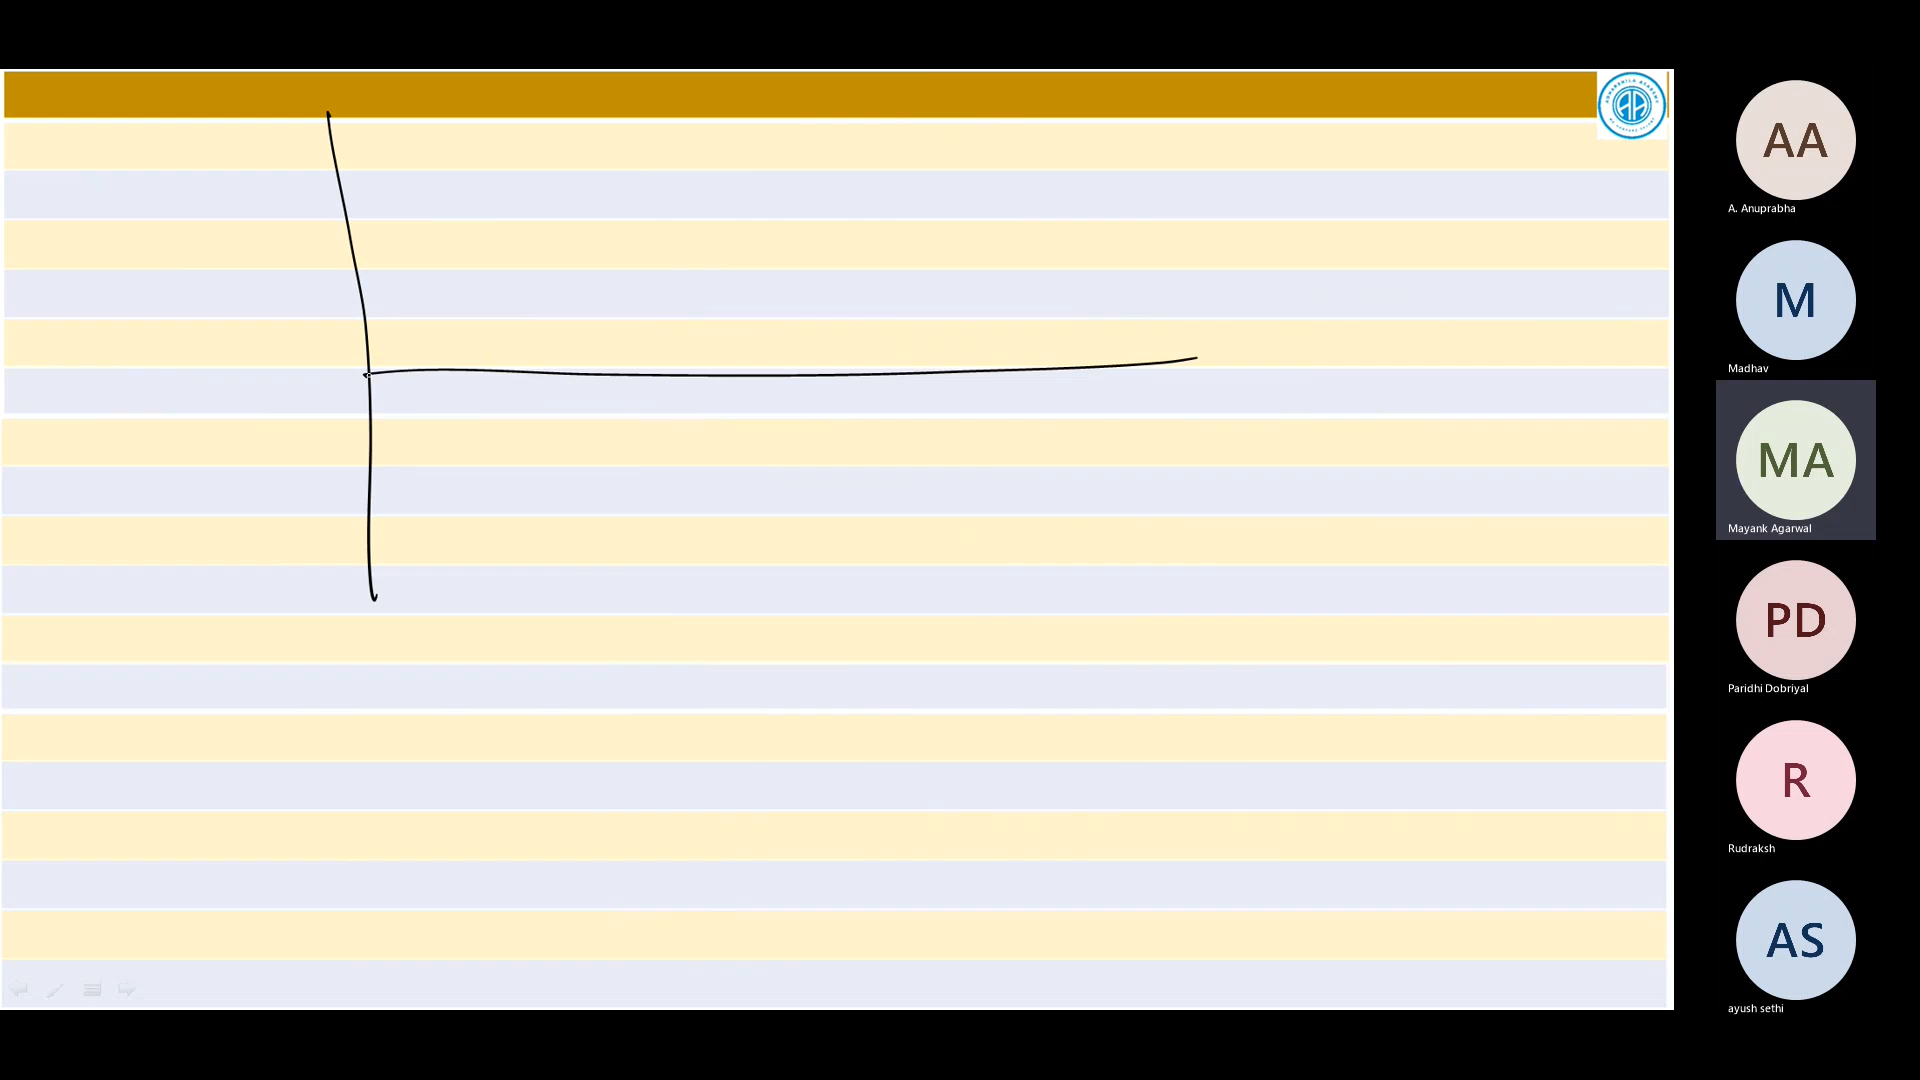 AA
A. Anuprabha
M
Madhav
MA
Mayank Agarwal
PD
Paridhi Dobriyal
R
Rudraksh
AS
ayush sethi